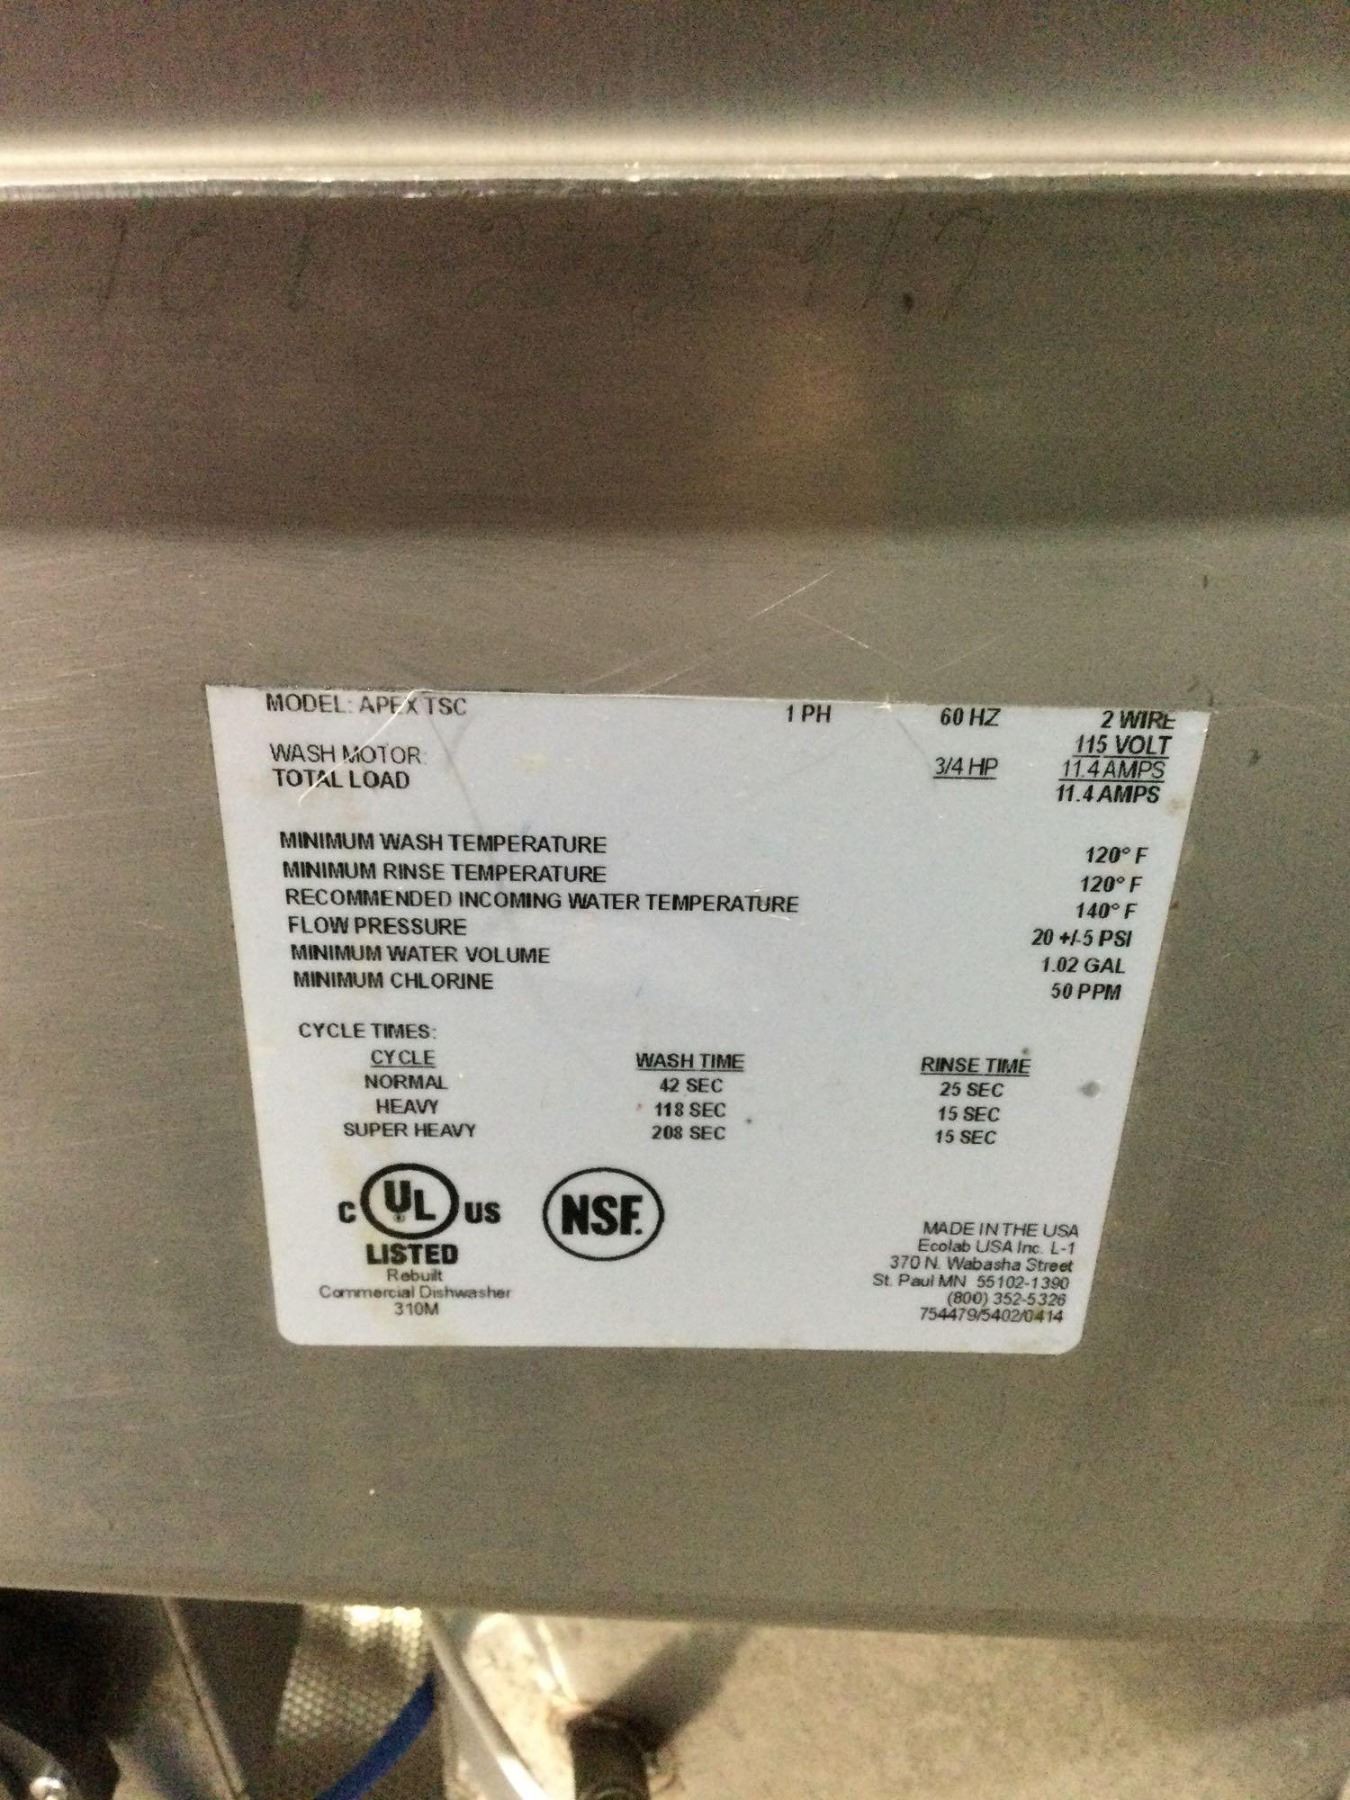 MODEL: APEX TSC 1 PH 60 HZ 2 WIRE
115 VOLT
WASH MOTOR 3/4 HP 11.4 AMPS
TOTAL LOAD 11.4 AMPS
MINIMUM WASH TEMPERATURE 120° F
MINIMUM RINSE TEMPERATURE 120° F
RECOMMENDED INCOMING WATER TEMPERATURE 140° F
FLOW PRESSURE 20 +/-5 PSI
MINIMUM WATER VOLUME 1.02 GAL
MINIMUM CHLORINE 50 PPM
CYCLE TIMES:
CYCLE WASH TIME RINSE TIME
NORMAL 42 SEC 25 SEC
HEAVY 118 SEC 15 SEC
SUPER HEAVY 208 SEC 15 SEC
C UL US
LISTED
Rebuilt
Commercial Dishwasher
310M
NSF.
MADE IN THE USA
Ecolab USA Inc. L-1
370 N. Wabasha Street
St. Paul MN 55102-1390
(800) 352-5326
754479/5402/0414